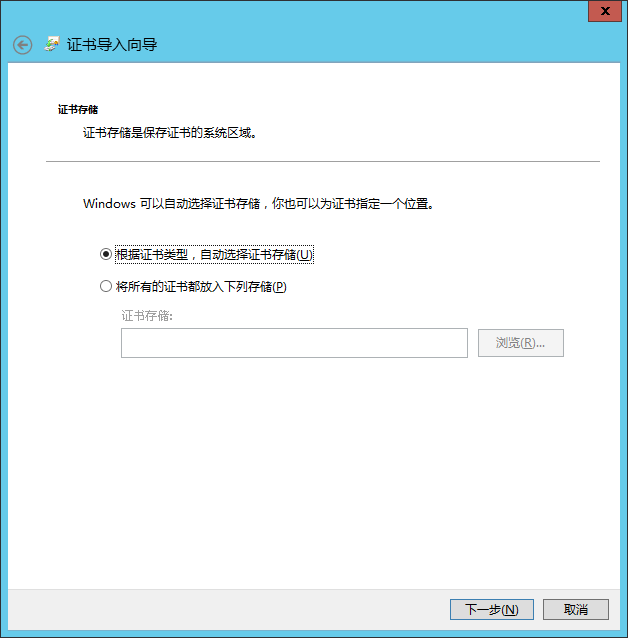 证书导入向导
证书存储
证书存储是保存证书的系统区域。
Windows 可以自动选择证书存储，你也可以为证书指定一个位置。
根据证书类型，自动选择证书存储(U)
将所有的证书都放入下列存储(P)
证书存储:
浏览(R)...
下一步(N)
取消